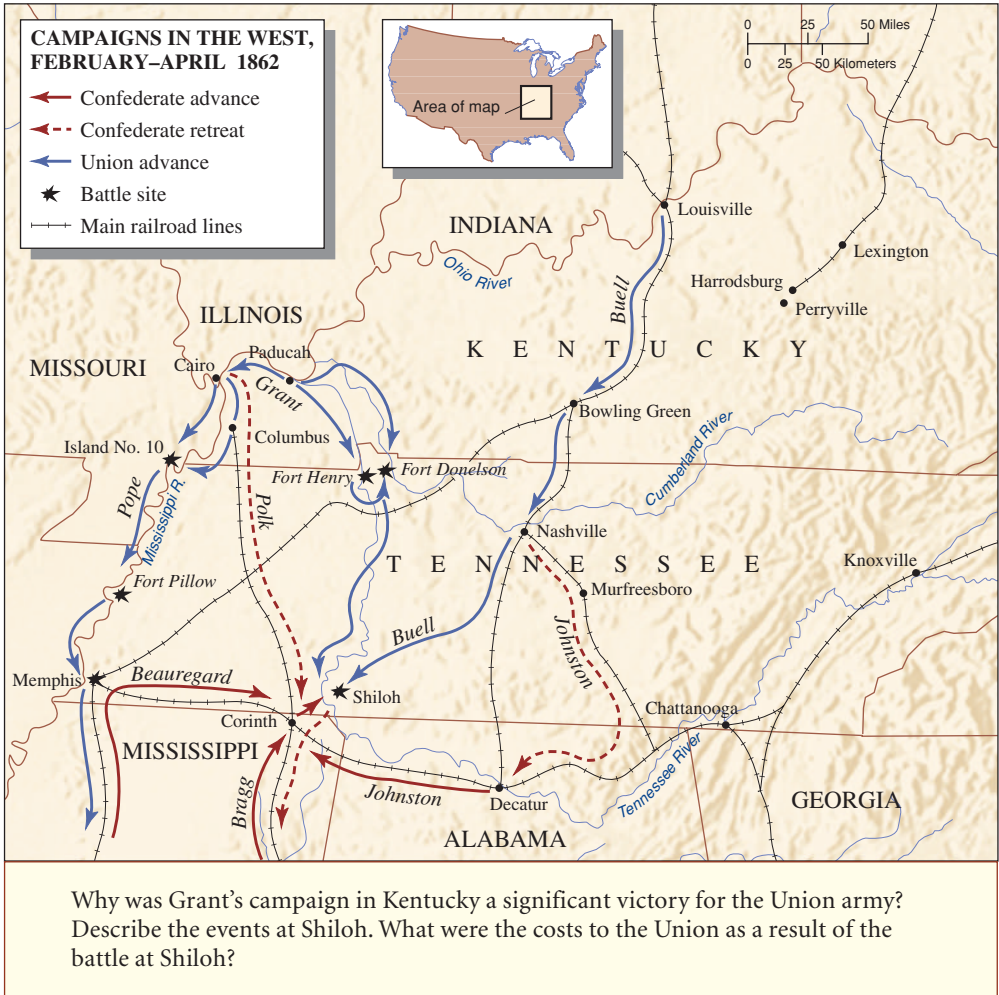 CAMPAIGNS IN THE WEST,
FEBRUARY–APRIL 1862
Confederate advance
Confederate retreat
Union advance
Battle site
Main railroad lines
Area of map
0 25 50 Miles
0 25 50 Kilometers
INDIANA
Louisville
Ohio River
Lexington
Harrodsburg
Perryville
Buell
ILLINOIS
KENTUCKY
MISSOURI
Paducah
Cairo
Grant
Bowling Green
Columbus
Island No. 10
Cumberland River
Fort Henry
Fort Donelson
Pope
Mississippi R.
Polk
Nashville
TENNESSEE
Knoxville
Fort Pillow
Murfreesboro
Buell
Johnston
Memphis
Beauregard
Shiloh
Chattanooga
Corinth
MISSISSIPPI
Tennessee River
Bragg
Johnston
Decatur
GEORGIA
ALABAMA
Why was Grant’s campaign in Kentucky a significant victory for the Union army?
Describe the events at Shiloh. What were the costs to the Union as a result of the
battle at Shiloh?